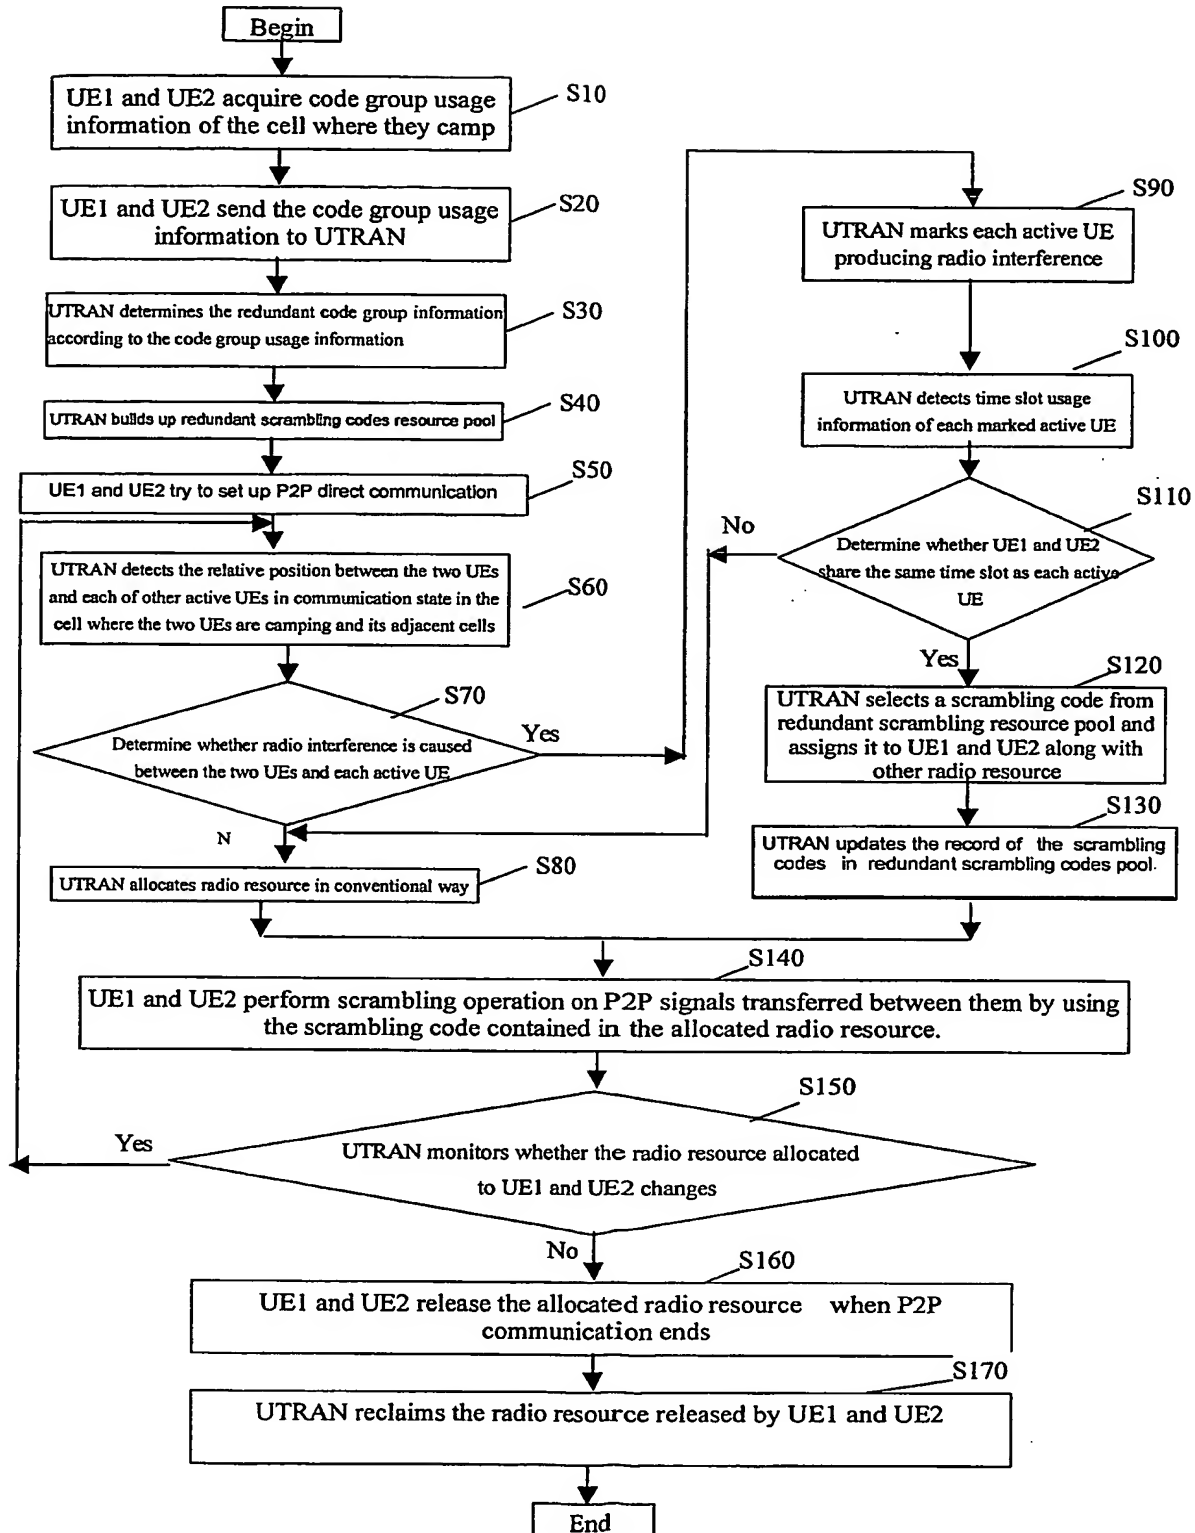 Begin
UE1 and UE2 acquire code group usage
information of the cell where they camp
S10
UE1 and UE2 send the code group usage
information to UTRAN
S20
UTRAN determines the redundant code group information
according to the code group usage information
S30
UTRAN builds up redundant scrambling codes resource pool
S40
UE1 and UE2 try to set up P2P direct communication
S50
UTRAN detects the relative position between the two UEs
and each of other active UEs in communication state in the
cell where the two UEs are camping and its adjacent cells
S60
S70
Determine whether radio interference is caused
between the two UEs and each active UE
Yes
N
UTRAN allocates radio resource in conventional way
S80
S90
UTRAN marks each active UE
producing radio interference
S100
UTRAN detects time slot usage
information of each marked active UE
S110
No
Determine whether UE1 and UE2
share the same time slot as each active
UE
Yes
S120
UTRAN selects a scrambling code from
redundant scrambling resource pool and
assigns it to UE1 and UE2 along with
other radio resource
S130
UTRAN updates the record of the scrambling
codes in redundant scrambling codes pool.
S140
UE1 and UE2 perform scrambling operation on P2P signals transferred between them by using
the scrambling code contained in the allocated radio resource.
S150
Yes
UTRAN monitors whether the radio resource allocated
to UE1 and UE2 changes
No
S160
UE1 and UE2 release the allocated radio resource when P2P
communication ends
S170
UTRAN reclaims the radio resource released by UE1 and UE2
End